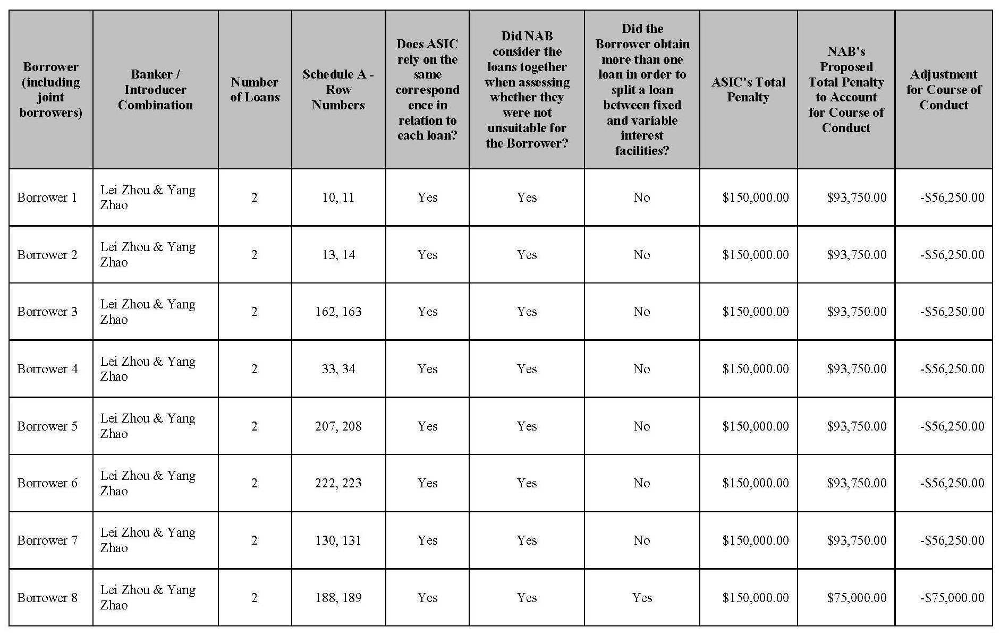 Borrower
(including
joint
borrowers)
Banker /
Introducer
Combination
Number
of Loans
Schedule A -
Row
Numbers
Does ASIC
rely on the
same
correspond
ence in
relation to
each loan?
Did NAB
consider the
loans together
when assessing
whether they
were not
unsuitable for
the Borrower?
Did the
Borrower obtain
more than one
loan in order to
split a loan
between fixed
and variable
interest
facilities?
ASIC's Total
Penalty
NAB's
Proposed
Total Penalty
to Account
for Course of
Conduct
Adjustment
for Course of
Conduct
Borrower 1
Lei Zhou & Yang
Zhao
2
10, 11
Yes
Yes
No
$150,000.00
$93,750.00
-$56,250.00
Borrower 2
Lei Zhou & Yang
Zhao
2
13, 14
Yes
Yes
No
$150,000.00
$93,750.00
-$56,250.00
Borrower 3
Lei Zhou & Yang
Zhao
2
162, 163
Yes
Yes
No
$150,000.00
$93,750.00
-$56,250.00
Borrower 4
Lei Zhou & Yang
Zhao
2
33, 34
Yes
Yes
No
$150,000.00
$93,750.00
-$56,250.00
Borrower 5
Lei Zhou & Yang
Zhao
2
207, 208
Yes
Yes
No
$150,000.00
$93,750.00
-$56,250.00
Borrower 6
Lei Zhou & Yang
Zhao
2
222, 223
Yes
Yes
No
$150,000.00
$93,750.00
-$56,250.00
Borrower 7
Lei Zhou & Yang
Zhao
2
130, 131
Yes
Yes
No
$150,000.00
$93,750.00
-$56,250.00
Borrower 8
Lei Zhou & Yang
Zhao
2
188, 189
Yes
Yes
Yes
$150,000.00
$75,000.00
-$75,000.00